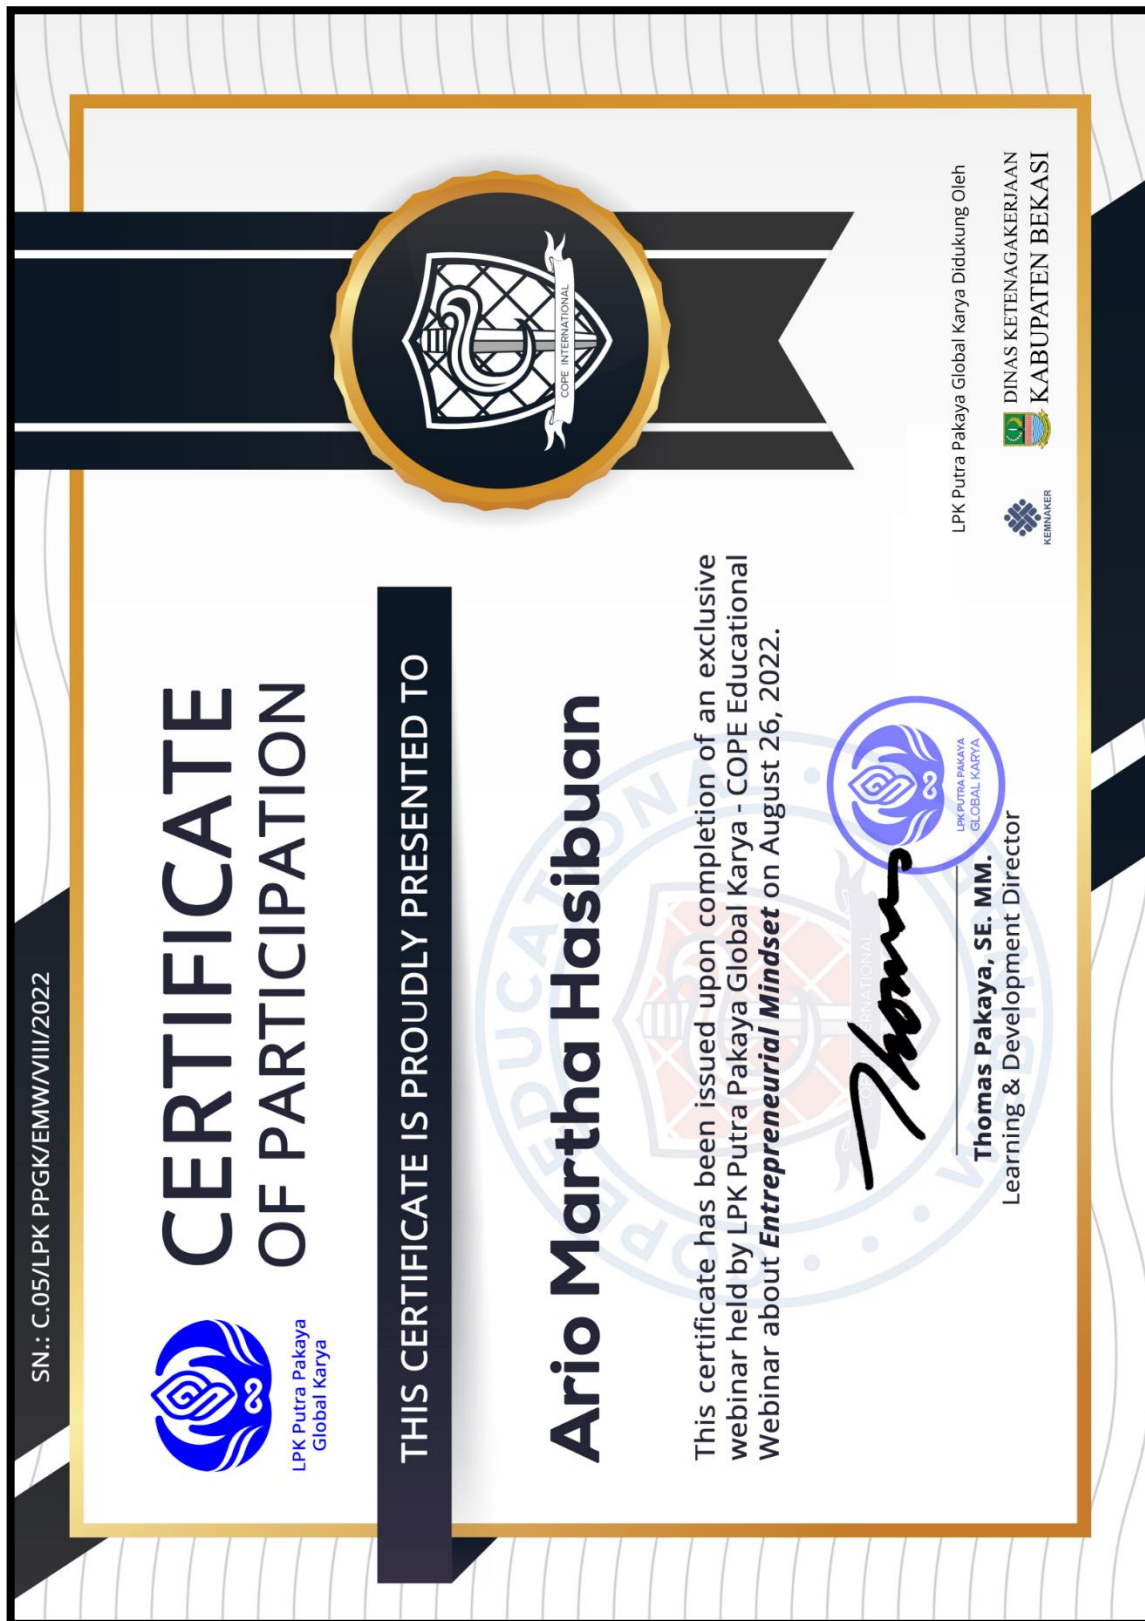 SN.: C.05/LPK PPGK/EMW/VIII/2022
LPK Putra Pakaya
Global Karya
CERTIFICATE
OF PARTICIPATION
COPE INTERNATIONAL
THIS CERTIFICATE IS PROUDLY PRESENTED TO
Ario Martha Hasibuan
This certificate has been issued upon completion of an exclusive
webinar held by LPK Putra Pakaya Global Karya - COPE Educational
Webinar about Entrepreneurial Mindset on August 26, 2022.
COPE EDUCATIONAL WEBINAR
Thomas
LPK PUTRA PAKAYA
GLOBAL KARYA
Thomas Pakaya, SE. MM.
Learning & Development Director
LPK Putra Pakaya Global Karya Didukung Oleh
KEMNAKER
DINAS KETENAGAKERJAAN
KABUPATEN BEKASI